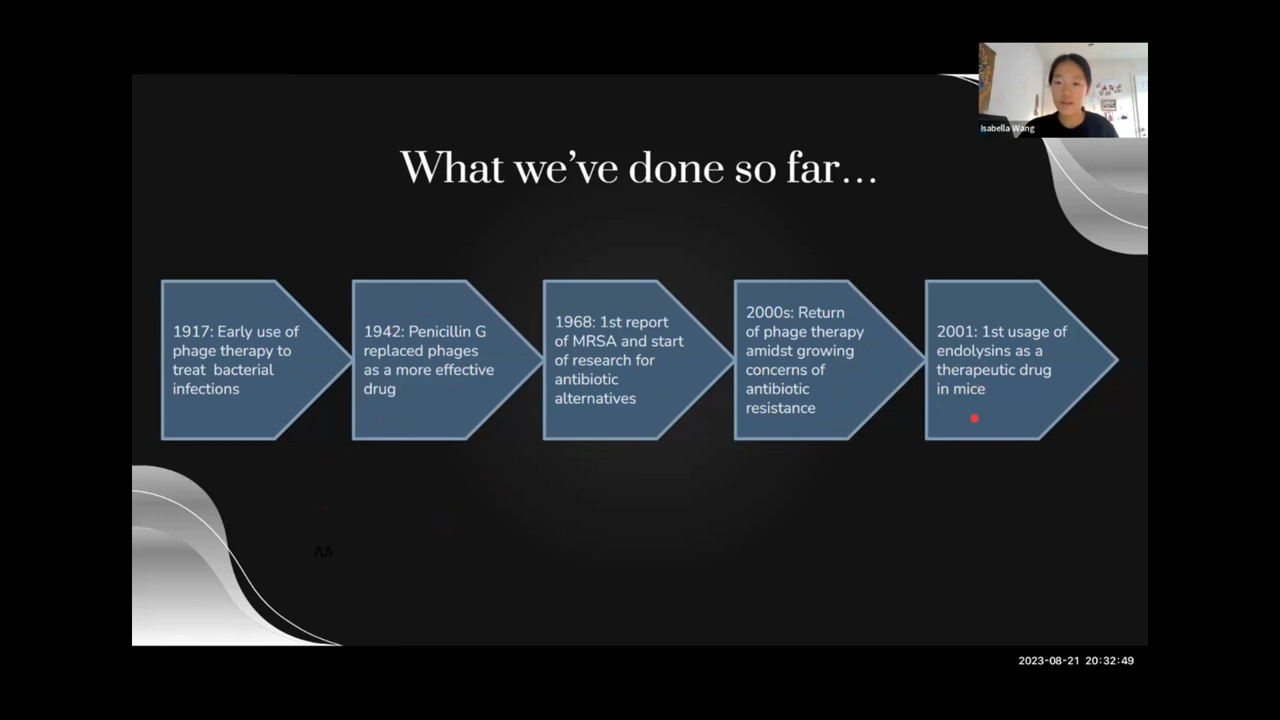 Isabella Wang
What we've done so far...
1917: Early use of
phage therapy to
treat  bacterial
infections
1942: Penicillin G
replaced phages
as a more effective
drug
1968: 1st report
of MRSA and start
of research for
antibiotic
alternatives
2000s: Return
of phage therapy
amidst growing
concerns of
antibiotic
resistance
2001: 1st usage of
endolysins as a
therapeutic drug
in mice
AA
2023-08-21 20:32:49